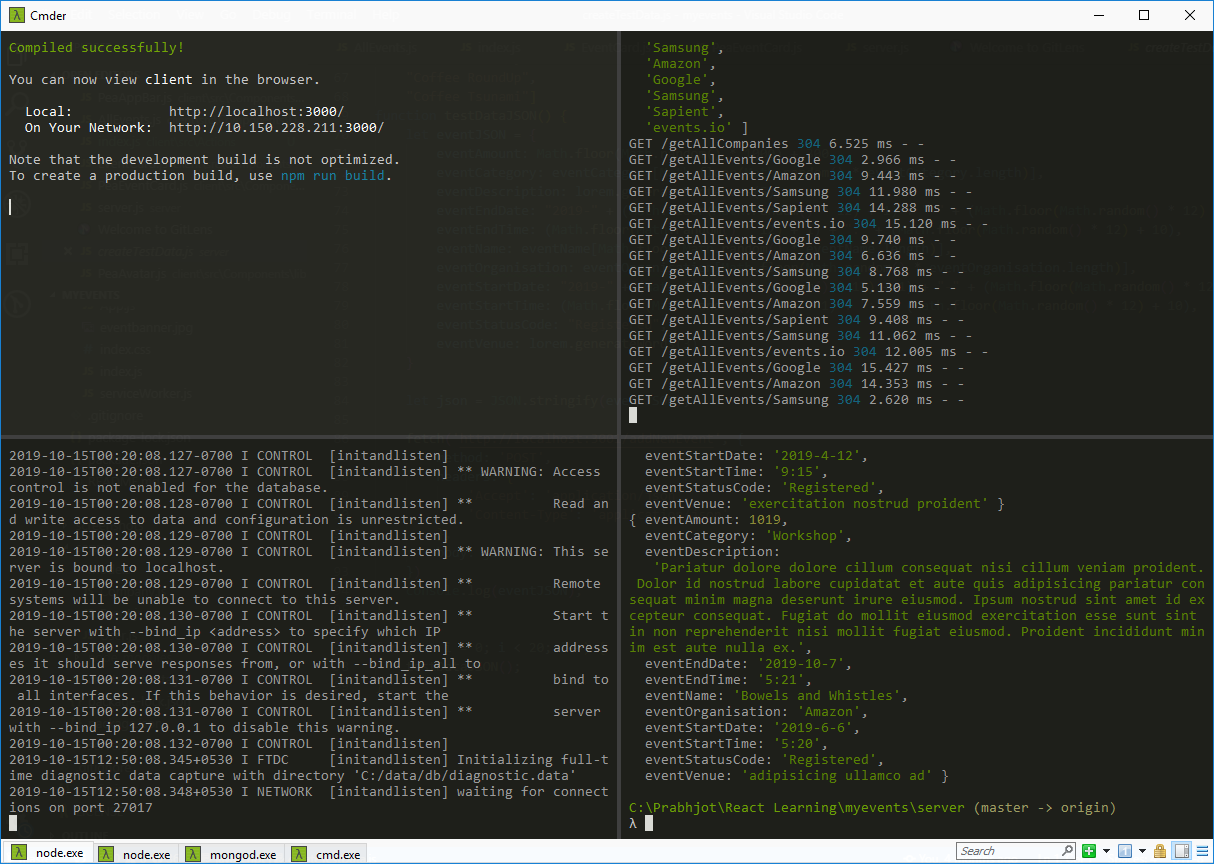 Cmder
Compiled successfully!
You can now view client in the browser.
Local: http://localhost:3000/
On Your Network: http://10.150.228.211:3000/
Note that the development build is not optimized.
To create a production build, use npm run build.
'Samsung',
'Amazon',
'Google',
'Samsung',
'Sapient',
'events.io' ]
GET /getAllCompanies 304 6.525 ms - -
GET /getAllEvents/Google 304 2.966 ms - -
GET /getAllEvents/Amazon 304 9.443 ms - -
GET /getAllEvents/Samsung 304 11.980 ms - -
GET /getAllEvents/Sapient 304 14.288 ms - -
GET /getAllEvents/events.io 304 15.120 ms - -
GET /getAllEvents/Google 304 9.740 ms - -
GET /getAllEvents/Amazon 304 6.636 ms - -
GET /getAllEvents/Samsung 304 8.768 ms - -
GET /getAllEvents/Google 304 5.130 ms - -
GET /getAllEvents/Amazon 304 7.559 ms - -
GET /getAllEvents/Sapient 304 9.408 ms - -
GET /getAllEvents/Samsung 304 11.062 ms - -
GET /getAllEvents/events.io 304 12.005 ms - -
GET /getAllEvents/Google 304 15.427 ms - -
GET /getAllEvents/Amazon 304 14.353 ms - -
GET /getAllEvents/Samsung 304 2.620 ms - -
2019-10-15T00:20:08.127-0700 I CONTROL [initandlisten]
2019-10-15T00:20:08.127-0700 I CONTROL [initandlisten] ** WARNING: Access
control is not enabled for the database.
2019-10-15T00:20:08.128-0700 I CONTROL [initandlisten] ** Read an
d write access to data and configuration is unrestricted.
2019-10-15T00:20:08.129-0700 I CONTROL [initandlisten]
2019-10-15T00:20:08.129-0700 I CONTROL [initandlisten] ** WARNING: This se
rver is bound to localhost.
2019-10-15T00:20:08.129-0700 I CONTROL [initandlisten] ** Remote
systems will be unable to connect to this server.
2019-10-15T00:20:08.130-0700 I CONTROL [initandlisten] ** Start t
he server with --bind_ip <address> to specify which IP
2019-10-15T00:20:08.130-0700 I CONTROL [initandlisten] ** address
es it should serve responses from, or with --bind_ip_all to
2019-10-15T00:20:08.131-0700 I CONTROL [initandlisten] ** bind to
all interfaces. If this behavior is desired, start the
2019-10-15T00:20:08.131-0700 I CONTROL [initandlisten] ** server
with --bind_ip 127.0.0.1 to disable this warning.
2019-10-15T00:20:08.132-0700 I CONTROL [initandlisten]
2019-10-15T12:50:08.345+0530 I FTDC [initandlisten] Initializing full-t
ime diagnostic data capture with directory 'C:/data/db/diagnostic.data'
2019-10-15T12:50:08.348+0530 I NETWORK [initandlisten] waiting for connect
ions on port 27017
eventStartDate: '2019-4-12',
eventStartTime: '9:15',
eventStatusCode: 'Registered',
eventVenue: 'exercitation nostrud proident' }
{ eventAmount: 1019,
eventCategory: 'Workshop',
eventDescription:
'Pariatur dolore dolore cillum consequat nisi cillum veniam proident.
Dolor id nostrud labore cupidatat et aute quis adipisicing pariatur con
sequat minim magna deserunt irure eiusmod. Ipsum nostrud sint amet id ex
cepteur consequat. Fugiat do mollit eiusmod exercitation esse sunt sint
in non reprehenderit nisi mollit fugiat eiusmod. Proident incididunt min
im est aute nulla ex.',
eventEndDate: '2019-10-7',
eventEndTime: '5:21',
eventName: 'Bowels and Whistles',
eventOrganisation: 'Amazon',
eventStartDate: '2019-6-6',
eventStartTime: '5:20',
eventStatusCode: 'Registered',
eventVenue: 'adipisicing ullamco ad' }
C:\Prabhjot\React Learning\myevents\server (master -> origin)
λ
node.exe
node.exe
mongod.exe
cmd.exe
Search